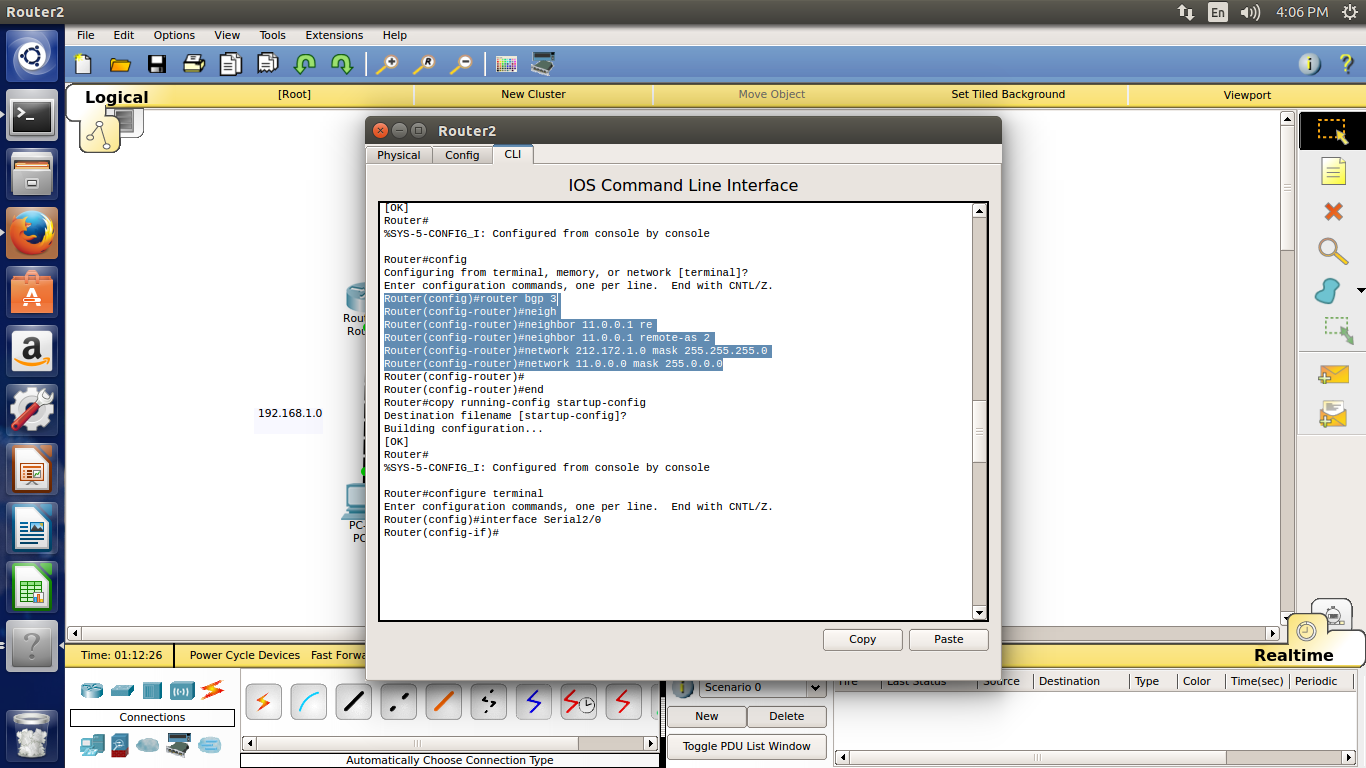 Router2
En
4:06 PM
File Edit Options View Tools Extensions Help
Logical
[Root]
New Cluster
Move Object
Set Tiled Background
Viewport
Router2
Physical Config CLI
IOS Command Line Interface
[OK]
Router#
%SYS-5-CONFIG_I: Configured from console by console
Router#config
Configuring from terminal, memory, or network [terminal]?
Enter configuration commands, one per line.  End with CNTL/Z.
Router(config)#router bgp 3
Router(config-router)#neigh
Router(config-router)#neighbor 11.0.0.1 re
Router(config-router)#neighbor 11.0.0.1 remote-as 2
Router(config-router)#network 212.172.1.0 mask 255.255.255.0
Router(config-router)#network 11.0.0.0 mask 255.0.0.0
Router(config-router)#
Router(config-router)#end
Router#copy running-config startup-config
Destination filename [startup-config]?
Building configuration...
[OK]
Router#
%SYS-5-CONFIG_I: Configured from console by console
Router#configure terminal
Enter configuration commands, one per line.  End with CNTL/Z.
Router(config)#interface Serial2/0
Router(config-if)#
Copy Paste
Rout
Rou
192.168.1.0
PC-
PC
Time: 01:12:26
Power Cycle Devices Fast Forwa
Realtime
Connections
Automatically Choose Connection Type
Scenario 0
New Delete
Toggle PDU List Window
Fire Last Status Source Destination Type Color Time(sec) Periodic